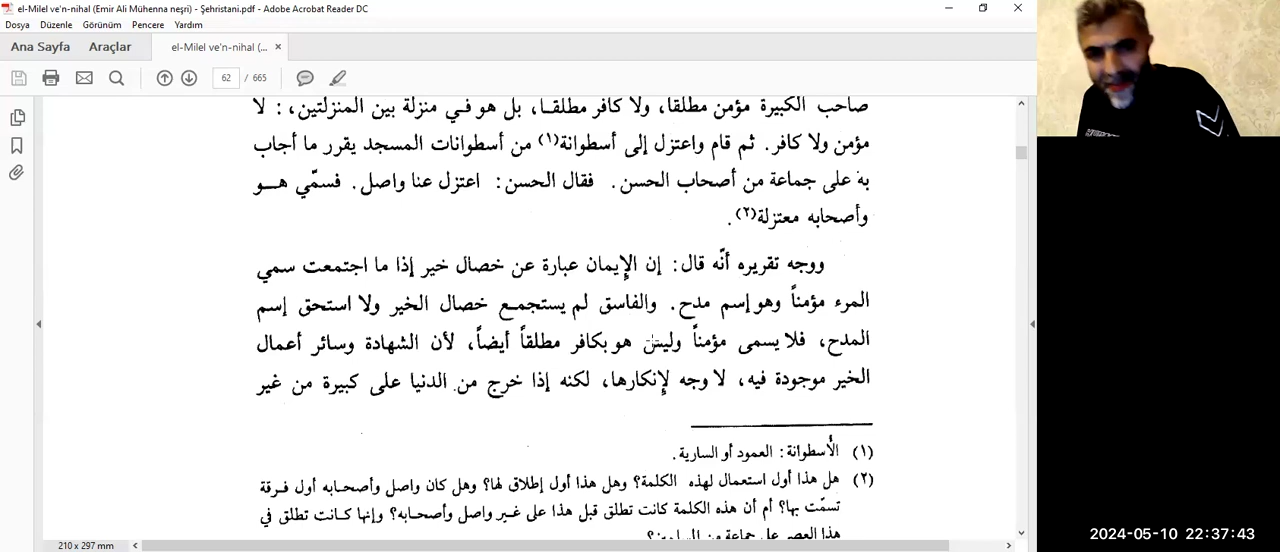 el-Milel ve'n-nihal (Emir Ali Mühenna neşri) - Şehristani.pdf - Adobe Acrobat Reader DC
Dosya Düzenle Görünüm Pencere Yardım
Ana Sayfa Araçlar el-Milel ve'n-nihal (... ×
62 / 665
صاحب الكبيرة مؤمن مطلقا، ولا كافر مطلقا، بل هو في منزلة بين المنزلتين،: لا
مؤمن ولا كافر. ثم قام واعتزل إلى أسطوانة(١) من أسطوانات المسجد يقرر ما أجاب
به على جماعة من أصحاب الحسن. فقال الحسن: اعتزل عنا واصل. فسمّي هو
وأصحابه معتزلة(٢).
ووجه تقريره أنّه قال: إن الإيمان عبارة عن خصال خير إذا ما اجتمعت سمي
المرء مؤمناً وهو إسم مدح. والفاسق لم يستجمع خصال الخير ولا استحق إسم
المدح، فلا يسمى مؤمناً وليس هو بكافر مطلقاً أيضاً، لأن الشهادة وسائر أعمال
الخير موجودة فيه، لا وجه لإنكارها، لكنه إذا خرج من الدنيا على كبيرة من غير
(١) الأسطوانة: العمود أو السارية.
(٢) هل هذا أول استعمال لهذه الكلمة؟ وهل هذا أول إطلاق لها؟ وهل كان واصل وأصحابه أول فرقة
تسمّت بها؟ أم أن هذه الكلمة كانت تطلق قبل هذا على غير واصل وأصحابه؟ وإنها كانت تطلق في
هذا العصر على جماعة من المسلمين؟
210 x 297 mm
2024-05-10 22:37:43